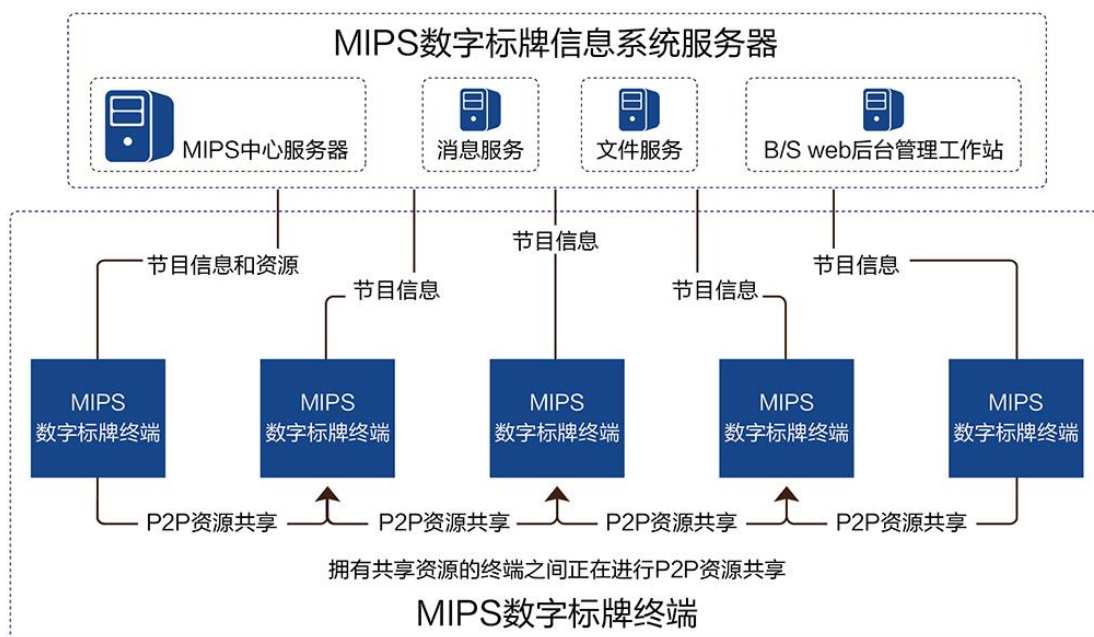 MIPS数字标牌信息系统服务器
MIPS中心服务器
消息服务
文件服务
B/S web后台管理工作站
节目信息和资源
节目信息
节目信息
节目信息
节目信息
MIPS
数字标牌终端
MIPS
数字标牌终端
MIPS
数字标牌终端
MIPS
数字标牌终端
MIPS
数字标牌终端
P2P资源共享
P2P资源共享
P2P资源共享
P2P资源共享
拥有共享资源的终端之间正在进行P2P资源共享
MIPS数字标牌终端